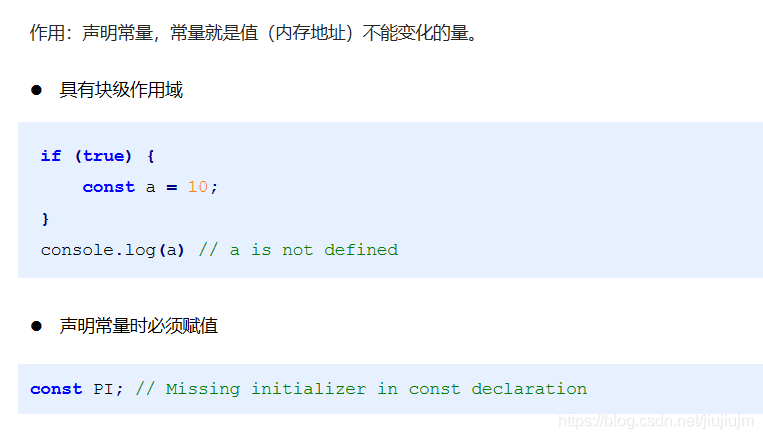 作用：声明常量，常量就是值（内存地址）不能变化的量。
● 具有块级作用域
if (true) {
    const a = 10;
}
console.log(a) // a is not defined
● 声明常量时必须赋值
const PI; // Missing initializer in const declaration
https://blog.csdn.net/jiujiujm